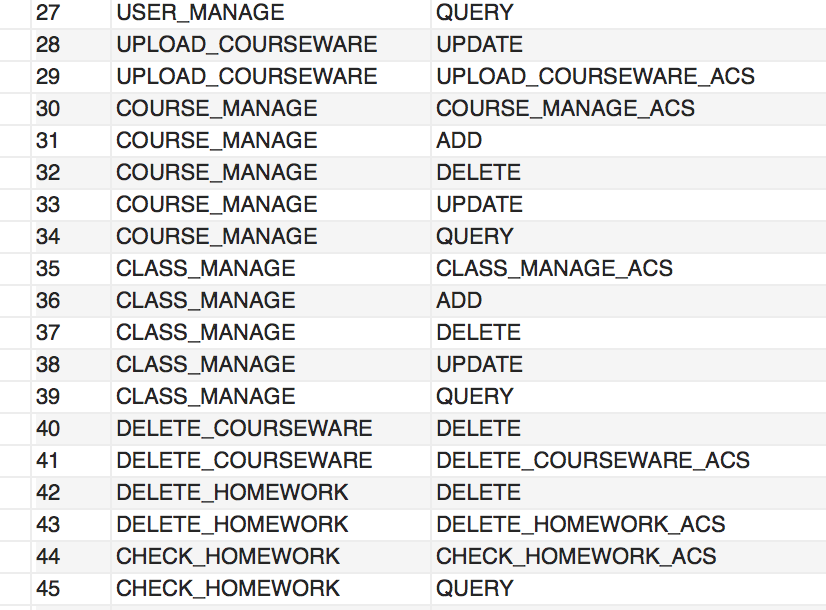 27 USER_MANAGE QUERY
28 UPLOAD_COURSEWARE UPDATE
29 UPLOAD_COURSEWARE UPLOAD_COURSEWARE_ACS
30 COURSE_MANAGE COURSE_MANAGE_ACS
31 COURSE_MANAGE ADD
32 COURSE_MANAGE DELETE
33 COURSE_MANAGE UPDATE
34 COURSE_MANAGE QUERY
35 CLASS_MANAGE CLASS_MANAGE_ACS
36 CLASS_MANAGE ADD
37 CLASS_MANAGE DELETE
38 CLASS_MANAGE UPDATE
39 CLASS_MANAGE QUERY
40 DELETE_COURSEWARE DELETE
41 DELETE_COURSEWARE DELETE_COURSEWARE_ACS
42 DELETE_HOMEWORK DELETE
43 DELETE_HOMEWORK DELETE_HOMEWORK_ACS
44 CHECK_HOMEWORK CHECK_HOMEWORK_ACS
45 CHECK_HOMEWORK QUERY